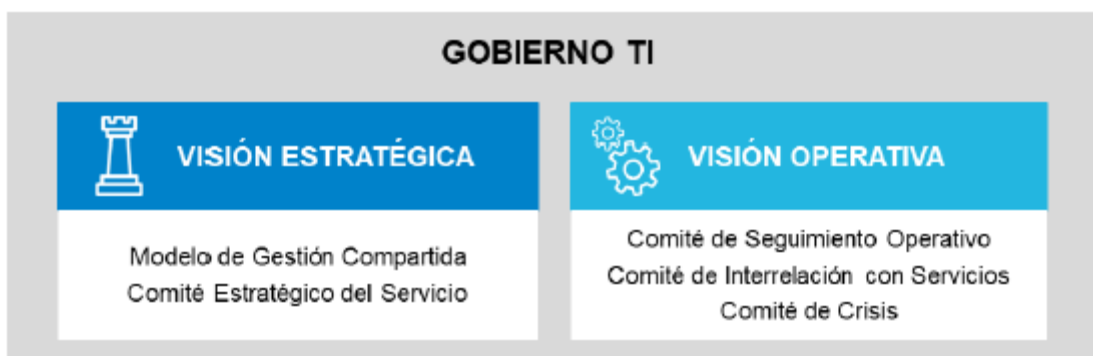 GOBIERNO TI
VISIÓN ESTRATÉGICA
Modelo de Gestión Compartida
Comité Estratégico del Servicio
VISIÓN OPERATIVA
Comité de Seguimiento Operativo
Comité de Interrelación con Servicios
Comité de Crisis